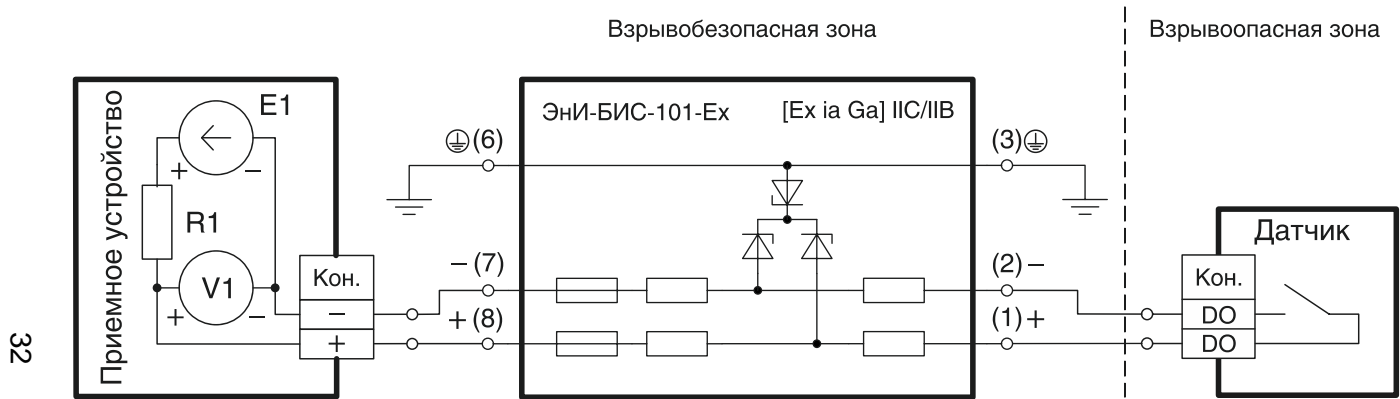 Взрывобезопасная зона
Взрывоопасная зона
Приемное устройство
E1
+
−
R1
V1
+
−
Кон.
−
+
ЭнИ-БИС-101-Ex
[Ex ia Ga] IIC/IIB
(6)
(3)
− (7)
+ (8)
(2) −
(1) +
Датчик
Кон.
DO
DO
32